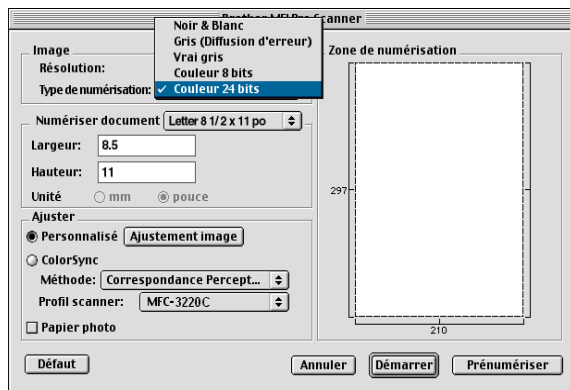 Scanner
Noir & Blanc
Gris (Diffusion d'erreur)
Vrai gris
Couleur 8 bits
✓ Couleur 24 bits
Image
Résolution:
Type de numérisation:
Numériser document Letter 8 1/2 x 11 po
Largeur: 8.5
Hauteur: 11
Unité mm pouce
Ajuster
Personnalisé Ajustement image
ColorSync
Méthode: Correspondance Percept...
Profil scanner: MFC-3220C
Papier photo
Zone de numérisation
297
210
Défaut Annuler Démarrer Prénumériser